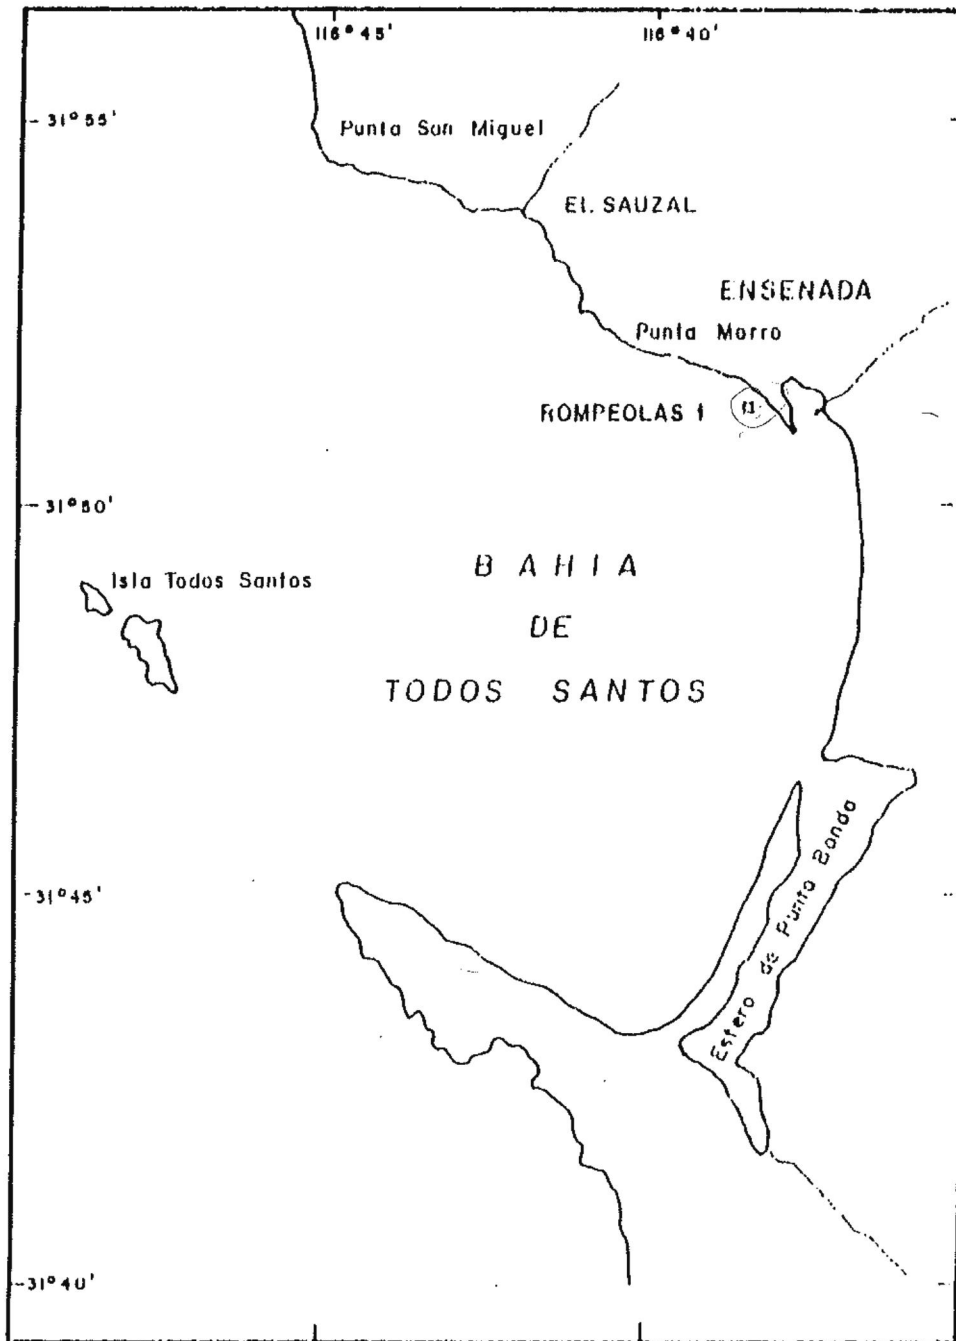 116°45' 116°40'
31°55'
Punta San Miguel
EL SAUZAL
ENSENADA
Punta Morro
ROMPEOLAS 1
31°50'
Isla Todos Santos
BAHIA
DE
TODOS SANTOS
Estero de Punta Banda
31°45'
31°40'